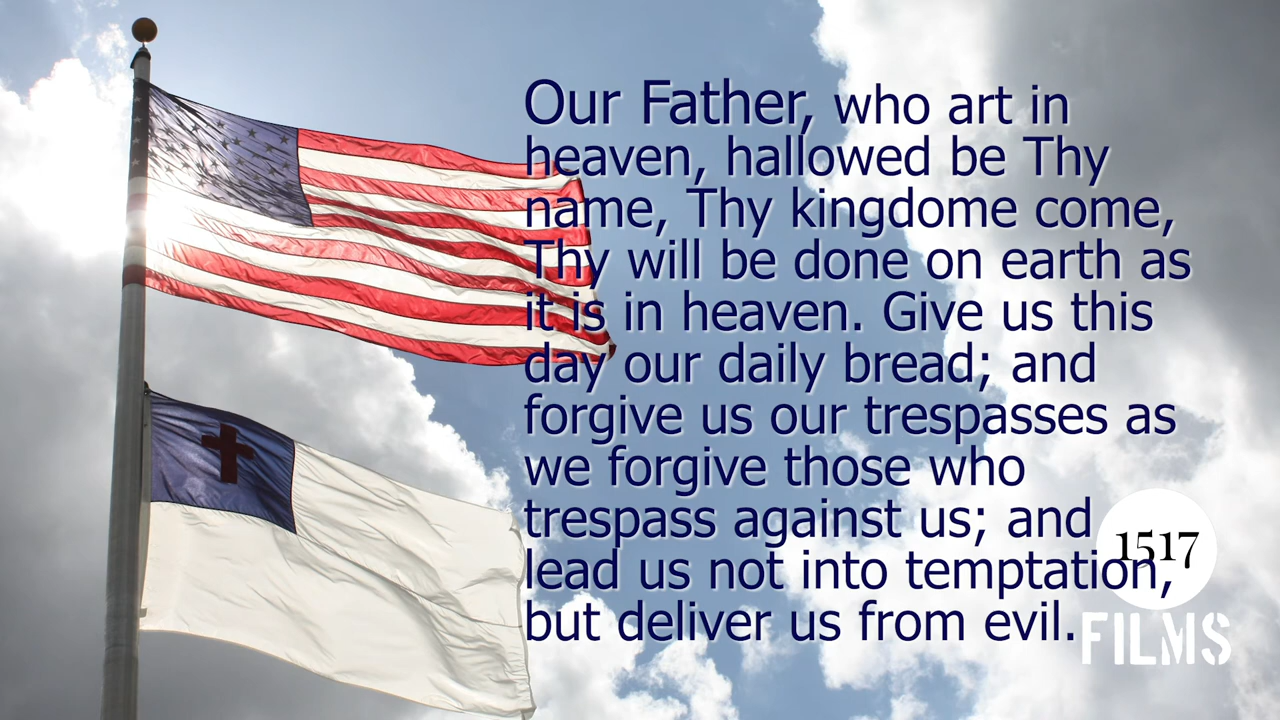 Our Father, who art in
heaven, hallowed be Thy
name, Thy kingdome come,
Thy will be done on earth as
it is in heaven. Give us this
day our daily bread; and
forgive us our trespasses as
we forgive those who
trespass against us; and
lead us not into temptation,
but deliver us from evil.
1517
FILMS